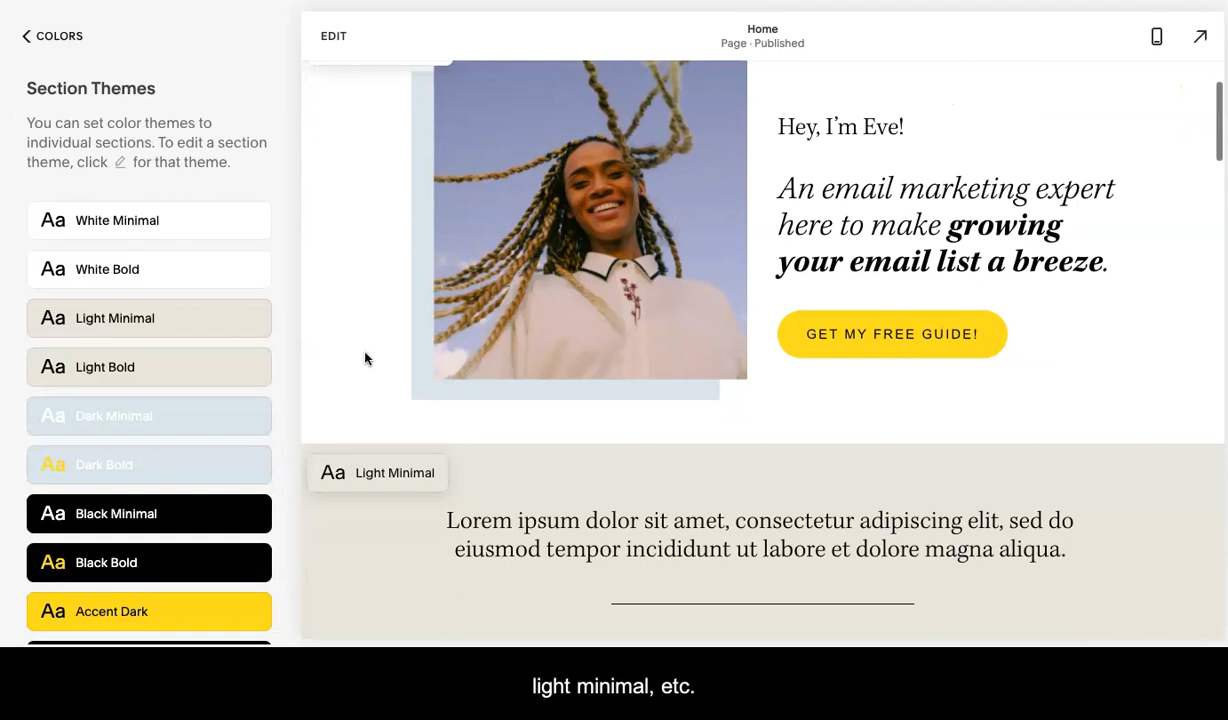 COLORS
Section Themes
You can set color themes to
individual sections. To edit a section
theme, click for that theme.
Aa White Minimal
Aa White Bold
Aa Light Minimal
Aa Light Bold
Aa Dark Minimal
Aa Dark Bold
Aa Black Minimal
Aa Black Bold
Aa Accent Dark
EDIT
Home
Page · Published
Hey, I’m Eve!
An email marketing expert
here to make growing
your email list a breeze.
GET MY FREE GUIDE!
Aa Light Minimal
Lorem ipsum dolor sit amet, consectetur adipiscing elit, sed do
eiusmod tempor incididunt ut labore et dolore magna aliqua.
light minimal, etc.